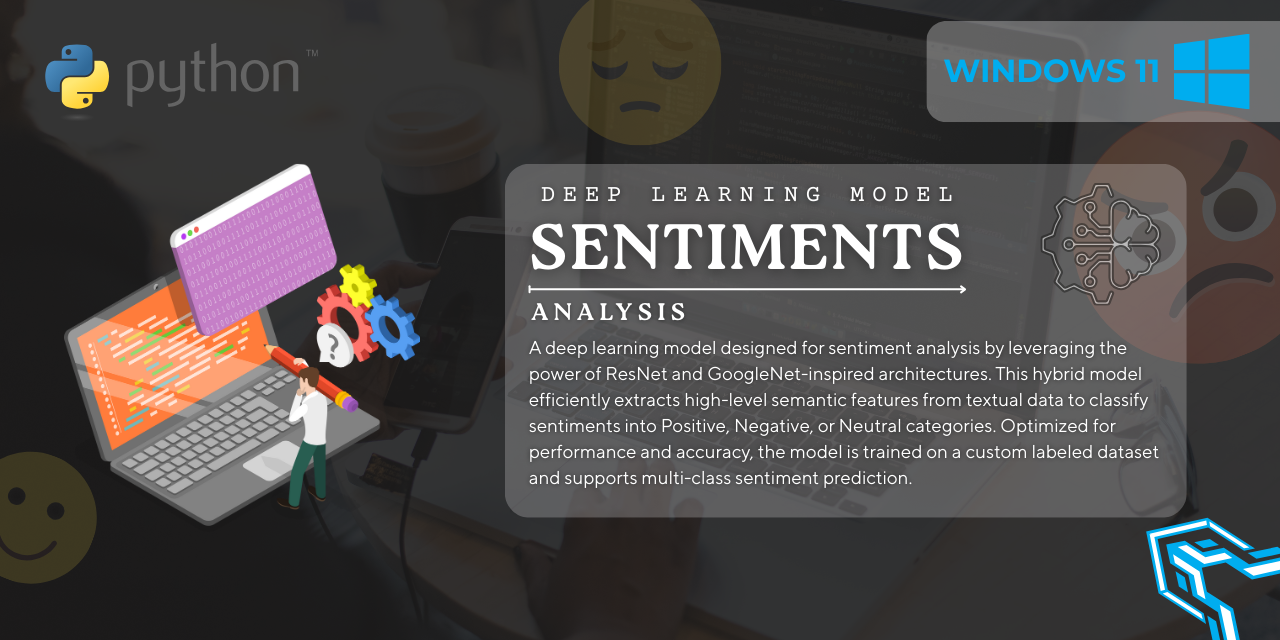 python™
WINDOWS 11
DEEP LEARNING MODEL
SENTIMENTS
ANALYSIS
A deep learning model designed for sentiment analysis by leveraging the
power of ResNet and GoogleNet-inspired architectures. This hybrid model
efficiently extracts high-level semantic features from textual data to classify
sentiments into Positive, Negative, or Neutral categories. Optimized for
performance and accuracy, the model is trained on a custom labeled dataset
and supports multi-class sentiment prediction.
?